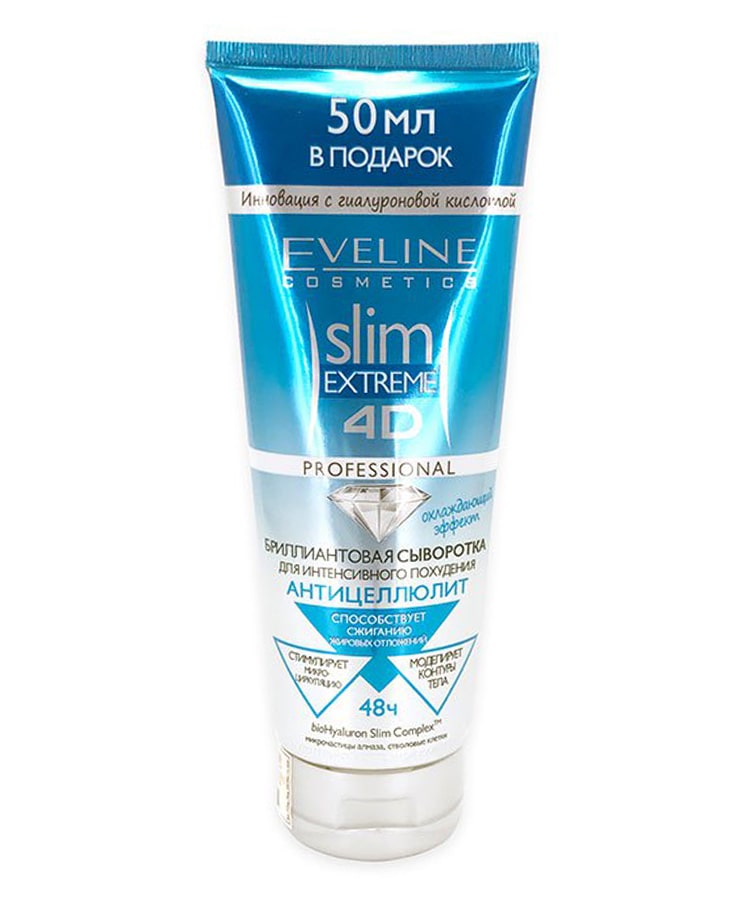 50 МЛ
В ПОДАРОК
Инновация с гиалуроновой кислотой
EVELINE
COSMETICS
slim
EXTREME
4D
PROFESSIONAL
охлаждающий
эффект
БРИЛЛИАНТОВАЯ СЫВОРОТКА
ДЛЯ ИНТЕНСИВНОГО ПОХУДЕНИЯ
АНТИЦЕЛЛЮЛИТ
СПОСОБСТВУЕТ
СЖИГАНИЮ
ЖИРОВЫХ ОТЛОЖЕНИЙ
СТИМУЛИРУЕТ
МИКРО-
ЦИРКУЛЯЦИЮ
МОДЕЛИРУЕТ
КОНТУРЫ
ТЕЛА
48ч
bioHyaluron Slim Complex™
микрочастицы алмаза, стволовые клетки